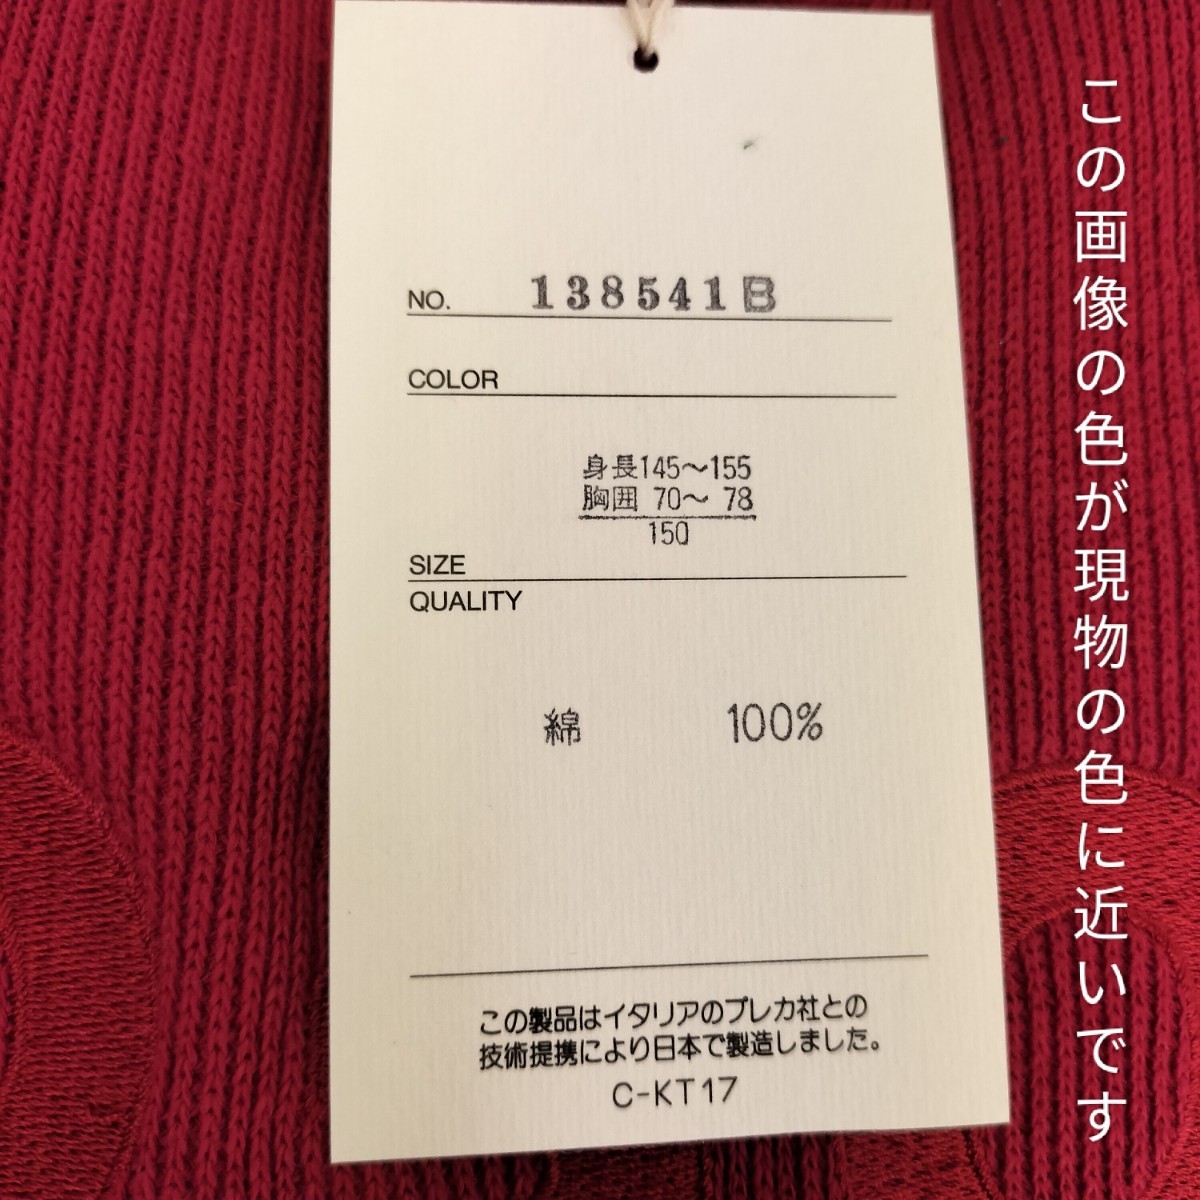 NO. 138541B
COLOR
身長145～155
胸囲 70～ 78
150
SIZE
QUALITY
綿 100%
この製品はイタリアのプレカ社との
技術提携により日本で製造しました。
C-KT17
この画像の色が現物の色に近いです